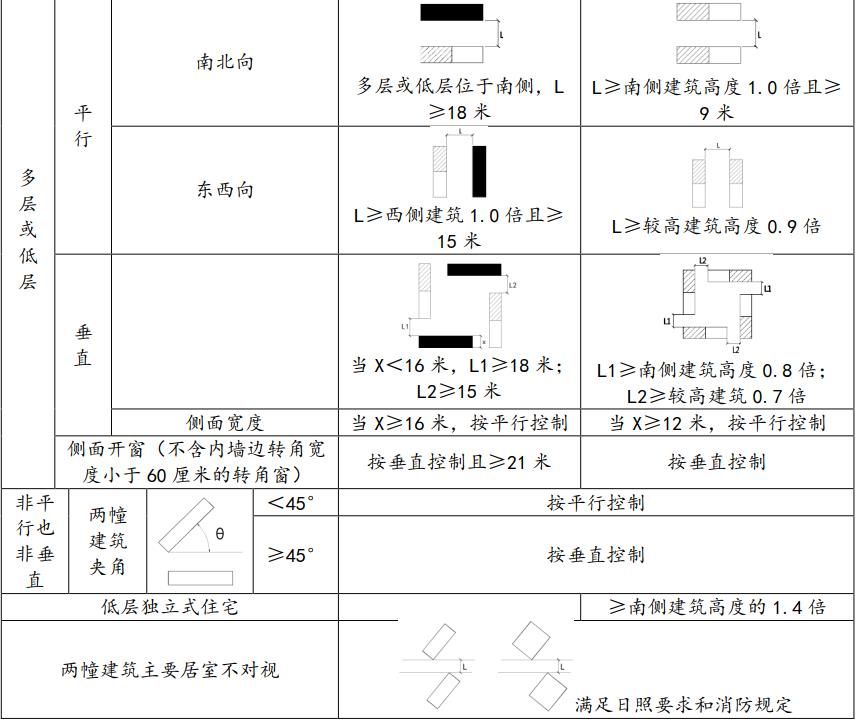 多层或低层
平行
南北向
L
多层或低层位于南侧，L
≥18 米
L
L≥南侧建筑高度 1.0 倍且≥
9 米
东西向
L
L≥西侧建筑 1.0 倍且≥
15 米
L
L≥较高建筑高度 0.9 倍
垂直
L2
L1
x
当 X＜16 米，L1≥18 米；
L2≥15 米
L2
L1
L1
L2
L1≥南侧建筑高度 0.8 倍；
L2≥较高建筑 0.7 倍
侧面宽度
当 X≥16 米，按平行控制
当 X≥12 米，按平行控制
侧面开窗（不含内墙边转角宽
度小于 60 厘米的转角窗）
按垂直控制且≥21 米
按垂直控制
非平
行也
非垂
直
两幢
建筑
夹角
θ
＜45°
按平行控制
≥45°
按垂直控制
低层独立式住宅
≥南侧建筑高度的 1.4 倍
两幢建筑主要居室不对视
L
L
满足日照要求和消防规定